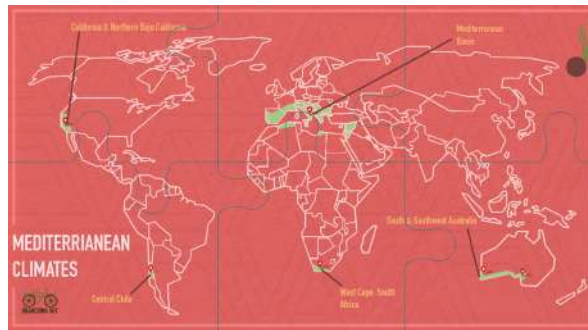 California & Northern Baja California
Mediterranean
Basin
South & Southwest Australia
MEDITERRIANEAN
CLIMATES
Central Chile
West Cape, South
Africa